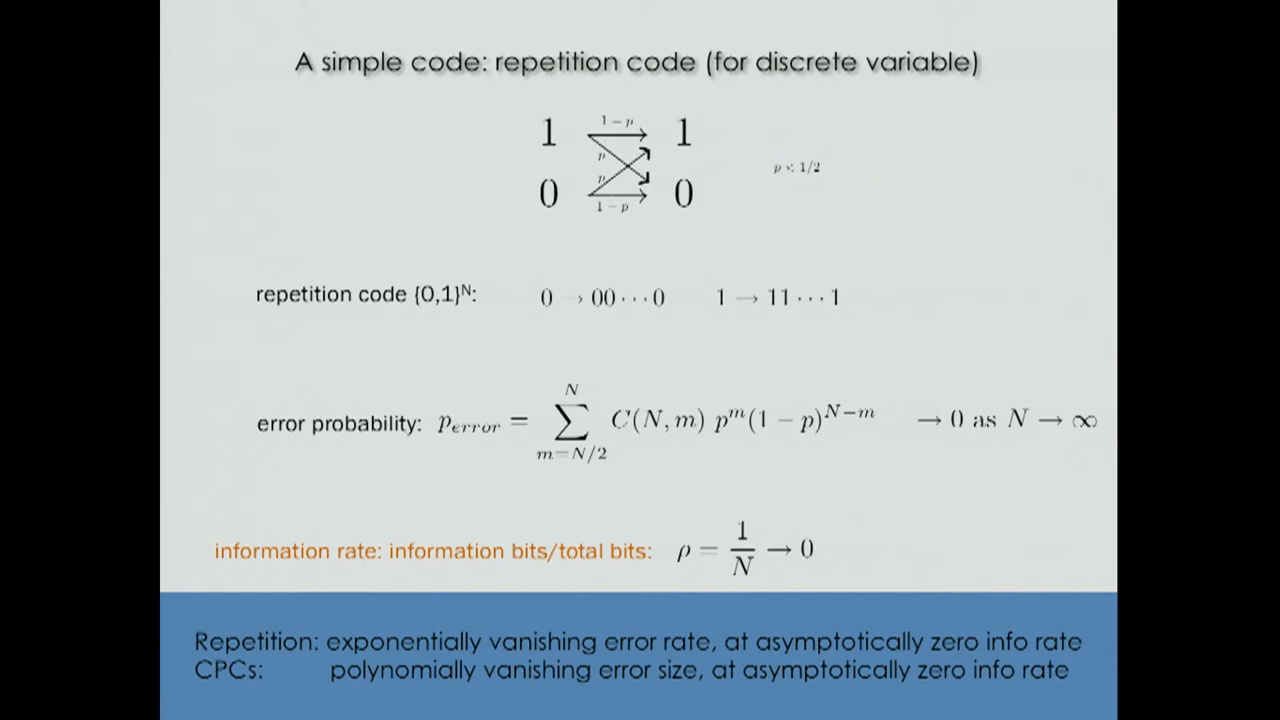 A simple code: repetition code (for discrete variable)
1 1−p 1
p
p < 1/2
p
0 1−p 0
repetition code {0,1}ᴺ: 0 → 00···0 1 → 11···1
error probability: p_error = ∑_{m=N/2}^{N} C(N,m) pᵐ(1−p)ᴺ⁻ᵐ → 0 as N → ∞
information rate: information bits/total bits: ρ = 1/N → 0
Repetition: exponentially vanishing error rate, at asymptotically zero info rate
CPCs: polynomially vanishing error size, at asymptotically zero info rate